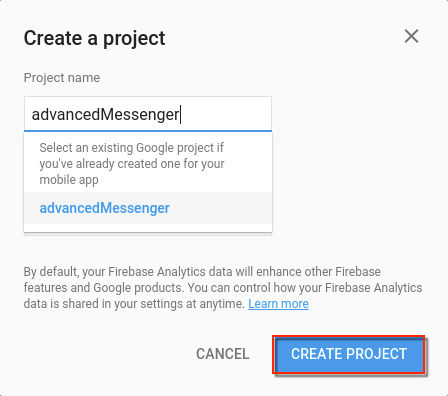 Create a project
Project name
advancedMessenger
Select an existing Google project if
you've already created one for your
mobile app
advancedMessenger
By default, your Firebase Analytics data will enhance other Firebase
features and Google products. You can control how your Firebase Analytics
data is shared in your settings at anytime. Learn more
CANCEL CREATE PROJECT